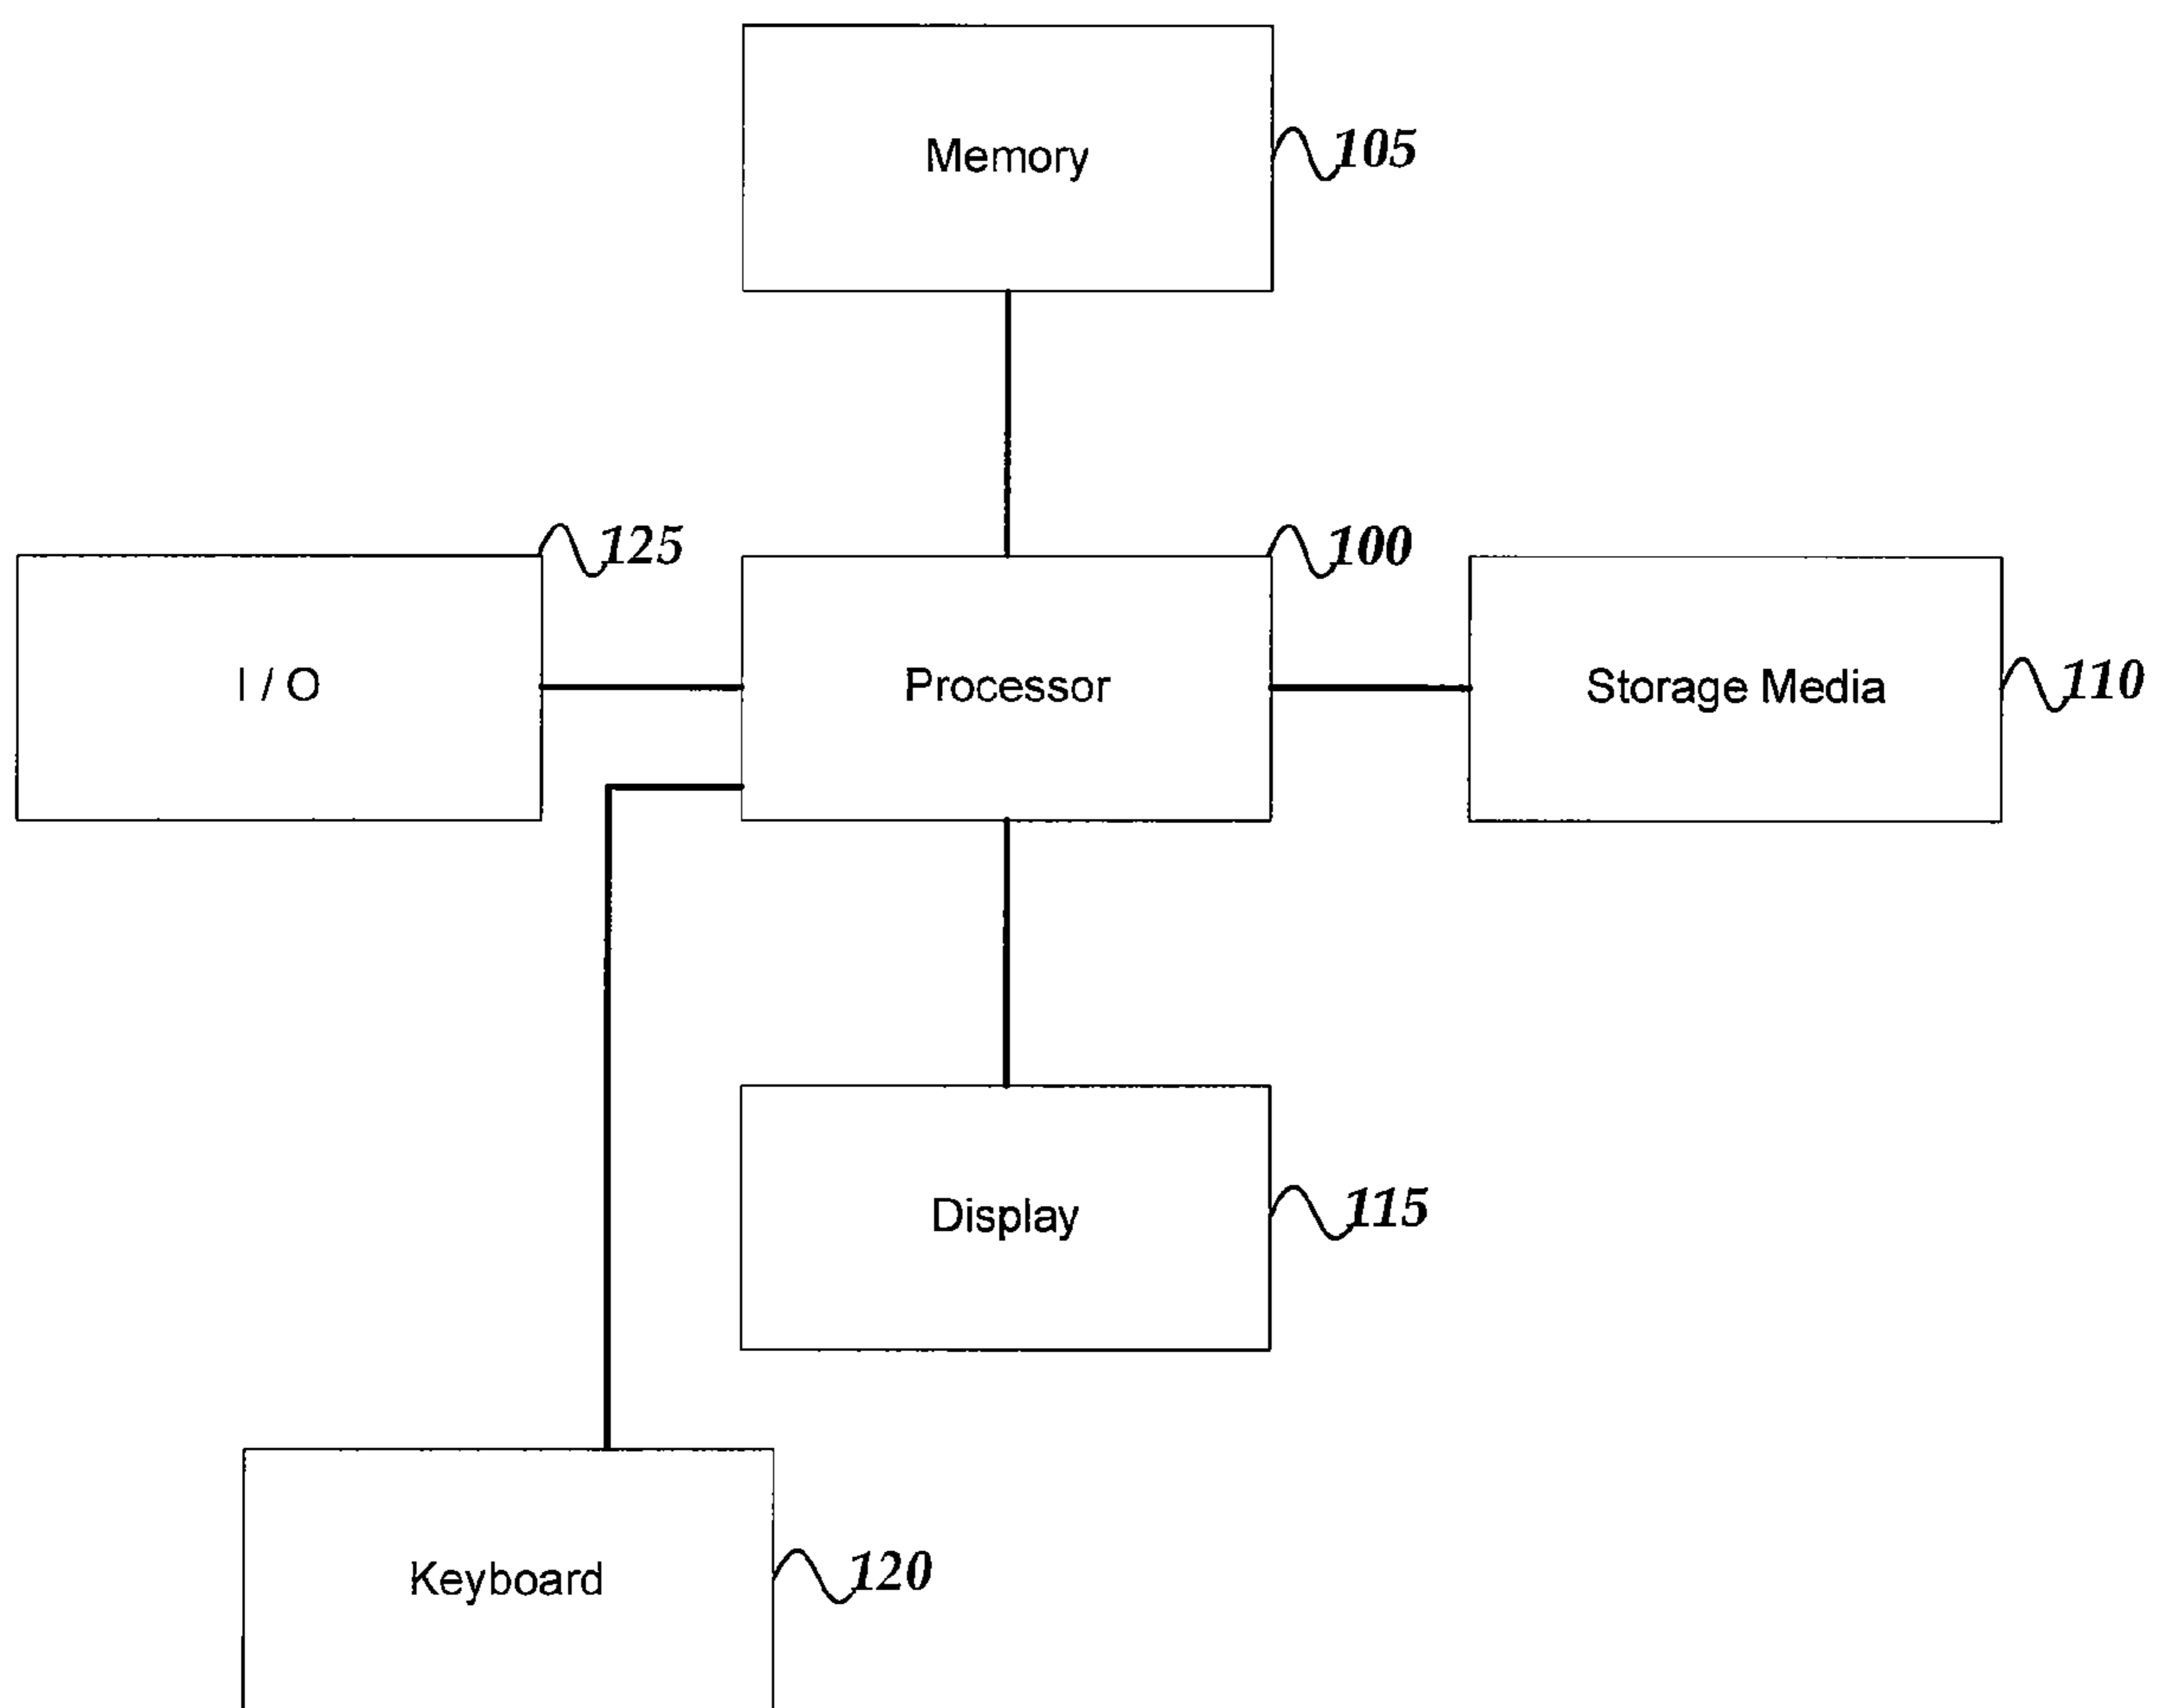 Memory
105
125
100
I / O
Processor
Storage Media
110
Display
115
Keyboard
120